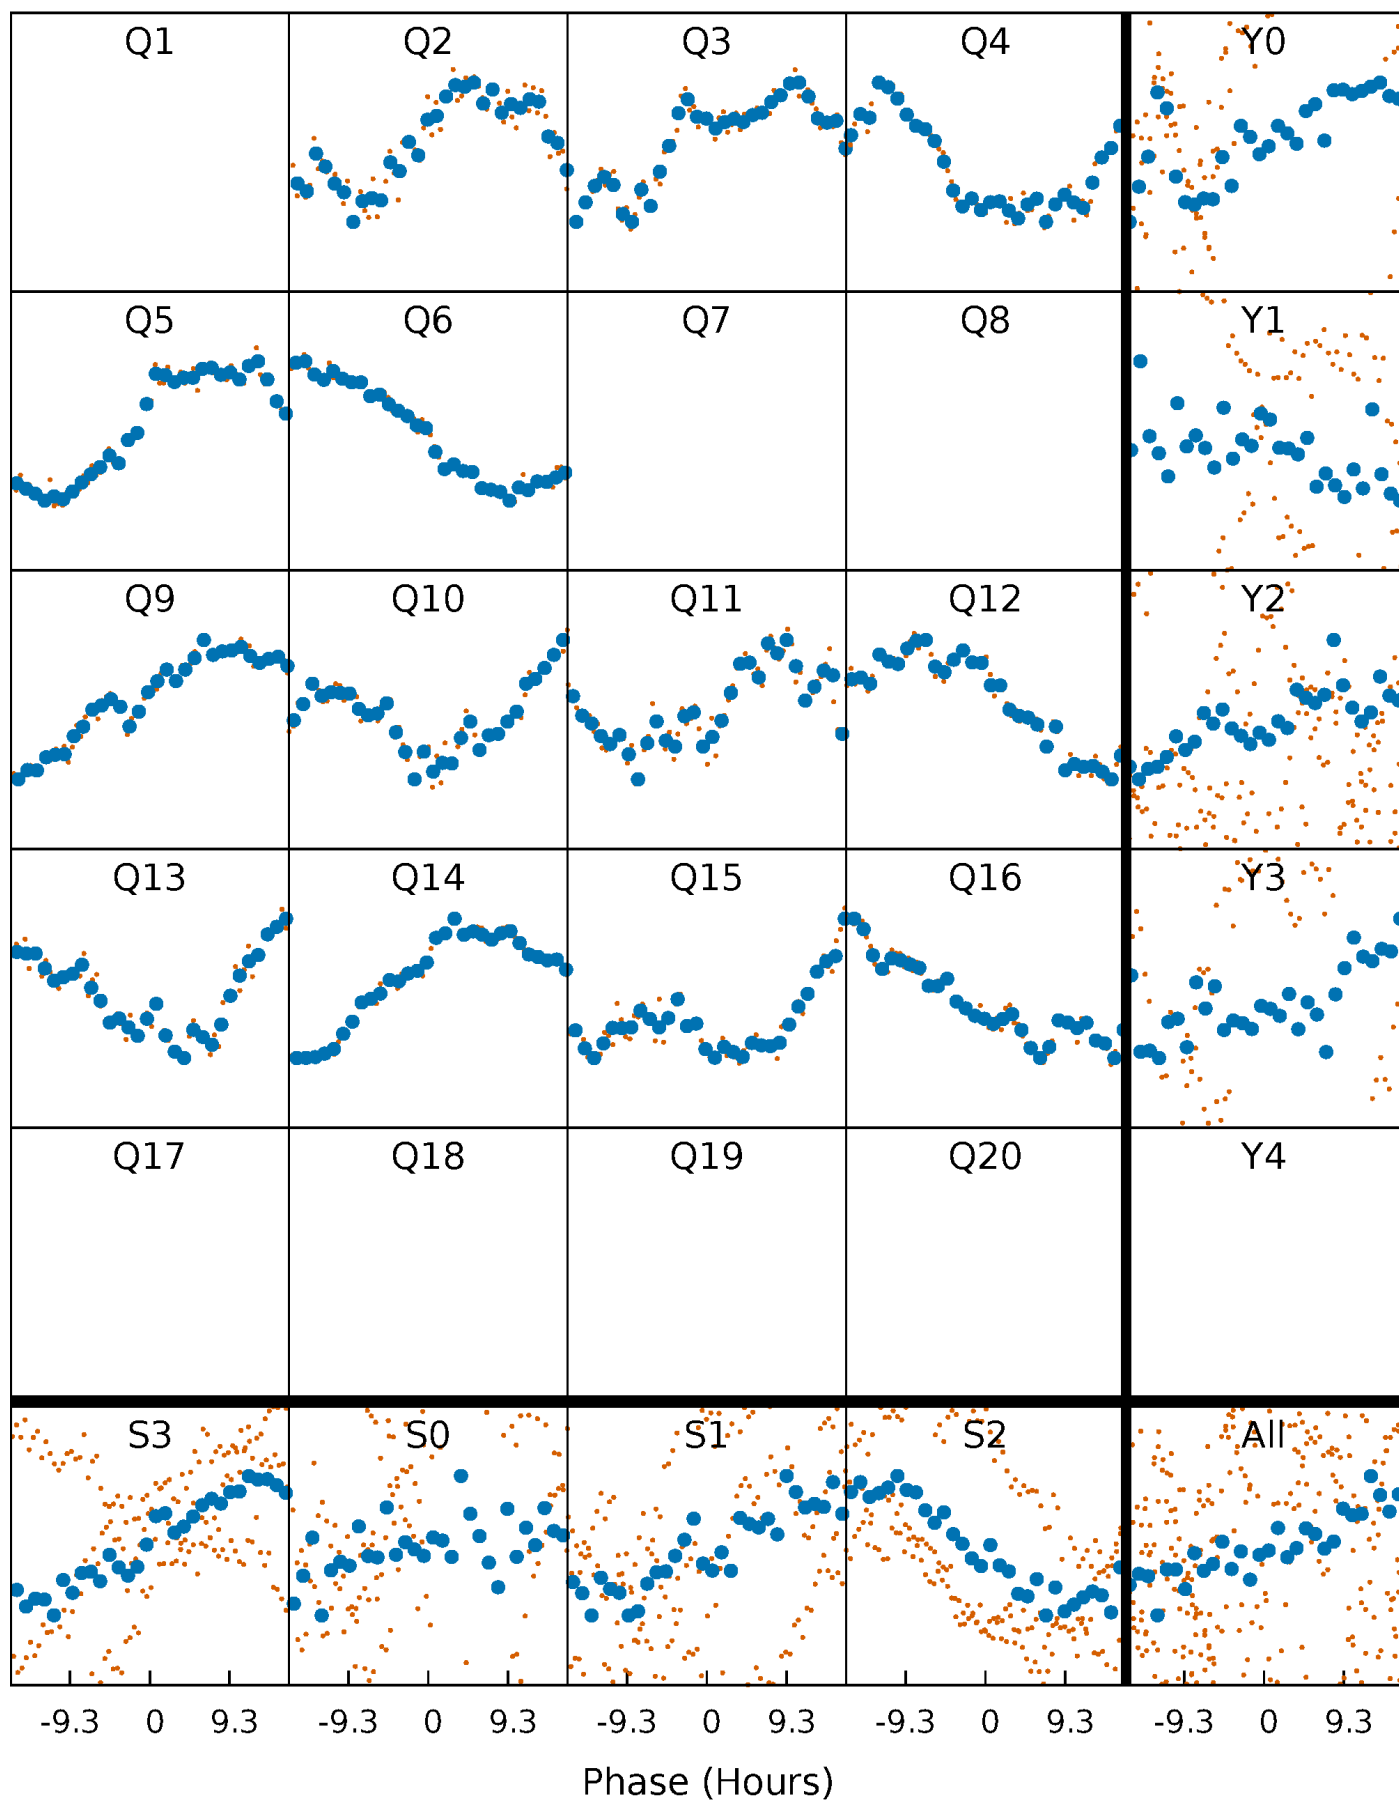 Q1 Q2 Q3 Q4 Y0
Q5 Q6 Q7 Q8 Y1
Q9 Q10 Q11 Q12 Y2
Q13 Q14 Q15 Q16 Y3
Q17 Q18 Q19 Q20 Y4
S3 S0 S1 S2 All
-9.3 0 9.3 -9.3 0 9.3 -9.3 0 9.3 -9.3 0 9.3 -9.3 0 9.3
Phase (Hours)